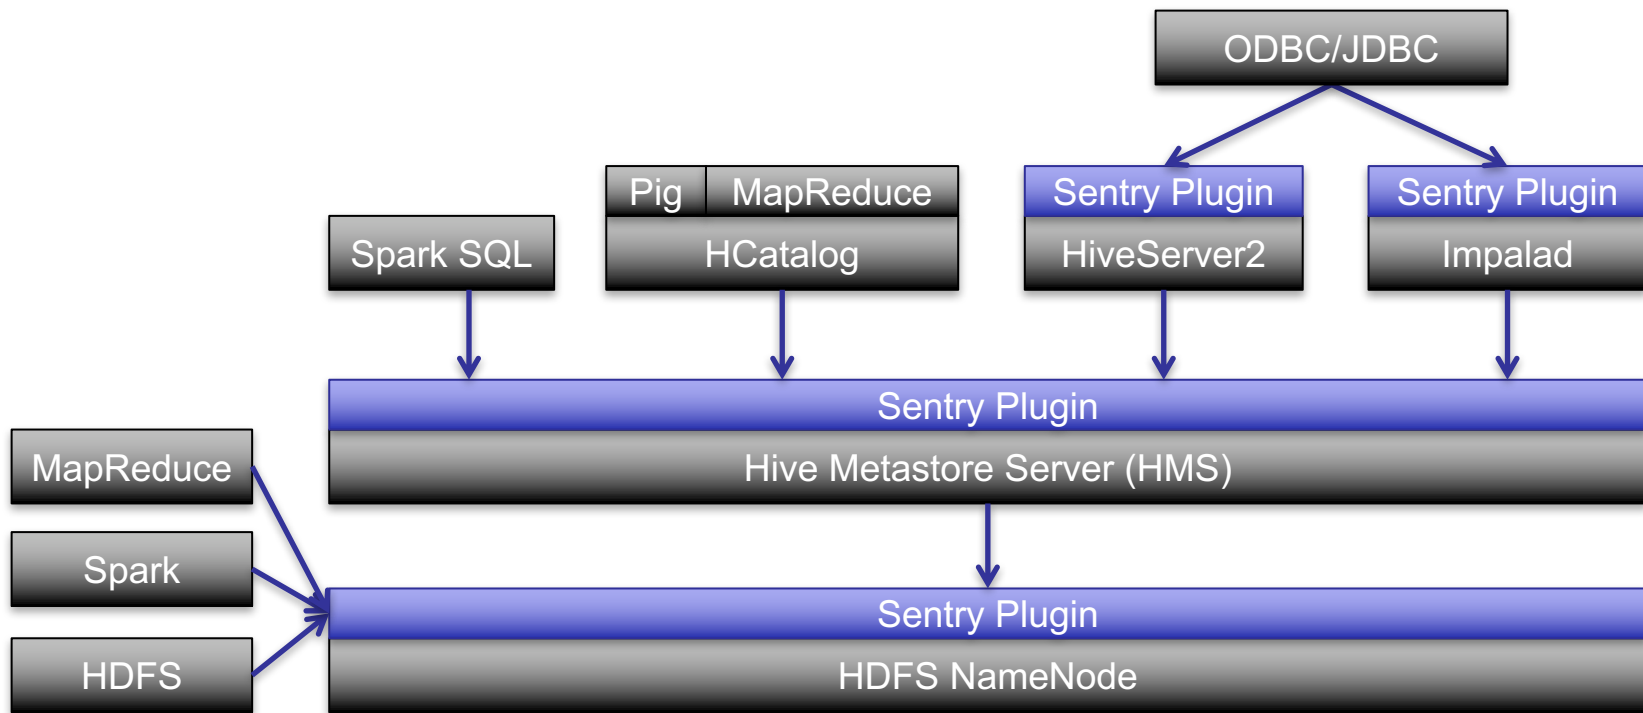 ODBC/JDBC
Pig
MapReduce
Sentry Plugin
Sentry Plugin
Spark SQL
HCatalog
HiveServer2
Impalad
Sentry Plugin
Hive Metastore Server (HMS)
MapReduce
Spark
HDFS
Sentry Plugin
HDFS NameNode